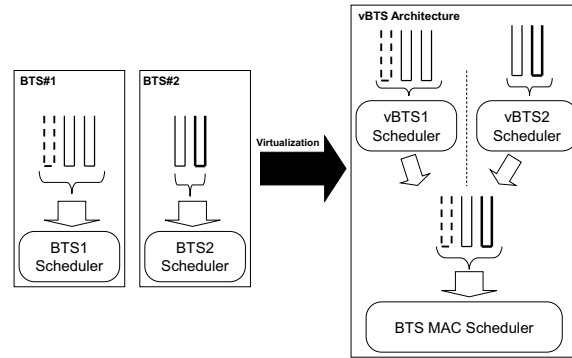 BTS#1
BTS#2
BTS1
Scheduler
BTS2
Scheduler
Virtualization
vBTS Architecture
vBTS1
Scheduler
vBTS2
Scheduler
BTS MAC Scheduler